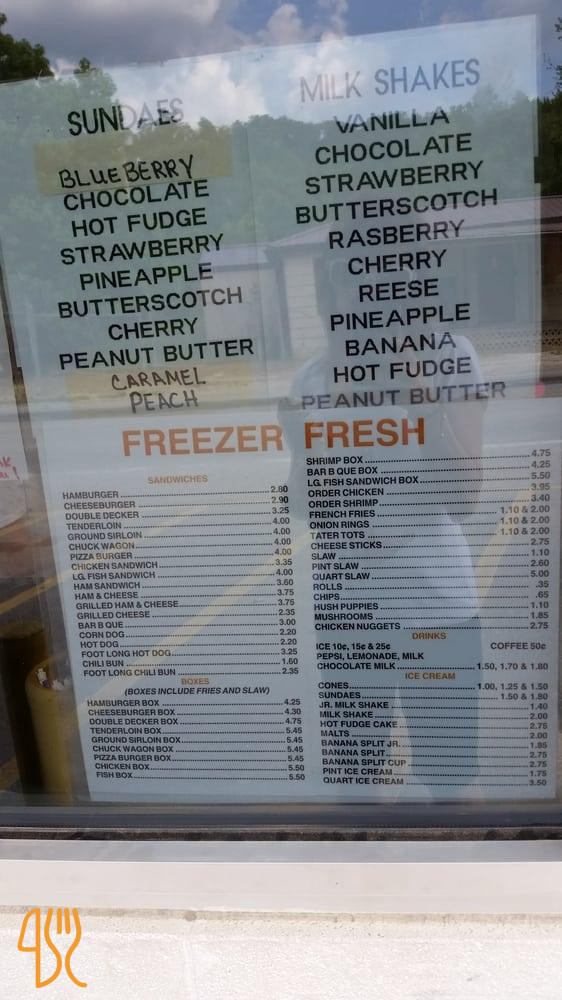 SUNDAES
BLUEBERRY
CHOCOLATE
HOT FUDGE
STRAWBERRY
PINEAPPLE
BUTTERSCOTCH
CHERRY
PEANUT BUTTER
CARAMEL
PEACH
MILK SHAKES
VANILLA
CHOCOLATE
STRAWBERRY
BUTTERSCOTCH
RASBERRY
CHERRY
REESE
PINEAPPLE
BANANA
HOT FUDGE
PEANUT BUTTER
FREEZER FRESH
SANDWICHES
HAMBURGER 2.80
CHEESEBURGER 2.90
DOUBLE DECKER 3.25
TENDERLOIN 4.00
GROUND SIRLOIN 4.00
CHUCK WAGON 4.00
PIZZA BURGER 4.00
CHICKEN SANDWICH 3.35
LG. FISH SANDWICH 4.00
HAM SANDWICH 3.60
HAM & CHEESE 3.75
GRILLED HAM & CHEESE 3.75
GRILLED CHEESE 2.35
BAR B QUE 3.00
CORN DOG 2.20
HOT DOG 2.20
FOOT LONG HOT DOG 3.25
CHILI BUN 1.60
FOOT LONG CHILI BUN 2.35
BOXES
(BOXES INCLUDE FRIES AND SLAW)
HAMBURGER BOX 4.25
CHEESEBURGER BOX 4.30
DOUBLE DECKER BOX 4.75
TENDERLOIN BOX 5.45
GROUND SIRLOIN BOX 5.45
CHUCK WAGON BOX 5.45
PIZZA BURGER BOX 5.45
CHICKEN BOX 5.50
FISH BOX 5.50
SHRIMP BOX 4.75
BAR B QUE BOX 4.25
LG. FISH SANDWICH BOX 5.50
ORDER CHICKEN 3.95
ORDER SHRIMP 3.40
FRENCH FRIES 1.10 & 2.00
ONION RINGS 1.10 & 2.00
TATER TOTS 1.10 & 2.00
CHEESE STICKS 2.75
SLAW 1.10
PINT SLAW 2.60
QUART SLAW 5.00
ROLLS .35
CHIPS .65
HUSH PUPPIES 1.10
MUSHROOMS 1.85
CHICKEN NUGGETS 2.75
DRINKS
ICE 10¢, 15¢ & 25¢ COFFEE 50¢
PEPSI, LEMONADE, MILK
CHOCOLATE MILK 1.50, 1.70 & 1.80
ICE CREAM
CONES 1.00, 1.25 & 1.50
SUNDAES 1.50 & 1.80
JR. MILK SHAKE 1.40
MILK SHAKE 2.00
HOT FUDGE CAKE 2.75
MALTS 2.00
BANANA SPLIT JR. 1.85
BANANA SPLIT 2.75
BANANA SPLIT CUP 2.75
PINT ICE CREAM 1.75
QUART ICE CREAM 3.50